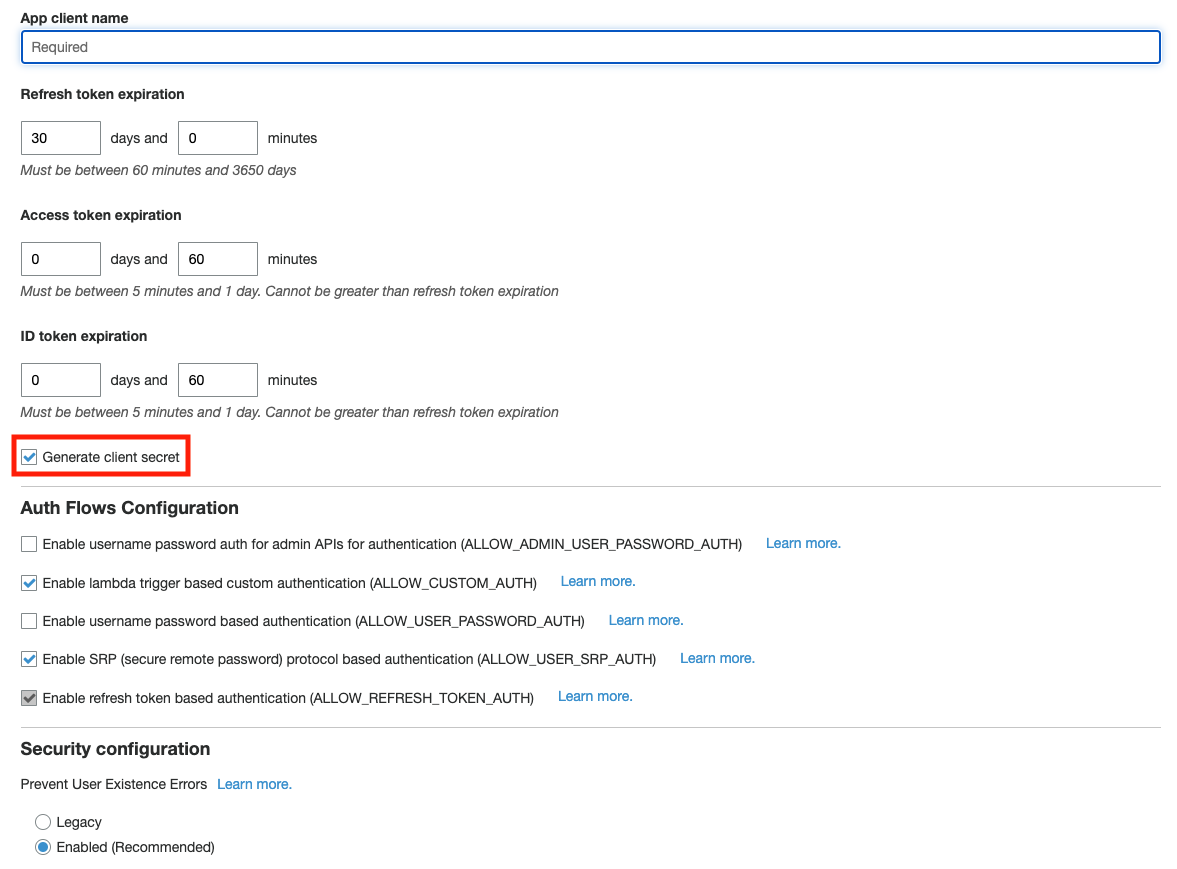 App client name
Required
Refresh token expiration
30 days and 0 minutes
Must be between 60 minutes and 3650 days
Access token expiration
0 days and 60 minutes
Must be between 5 minutes and 1 day. Cannot be greater than refresh token expiration
ID token expiration
0 days and 60 minutes
Must be between 5 minutes and 1 day. Cannot be greater than refresh token expiration
Generate client secret
Auth Flows Configuration
Enable username password auth for admin APIs for authentication (ALLOW_ADMIN_USER_PASSWORD_AUTH) Learn more.
Enable lambda trigger based custom authentication (ALLOW_CUSTOM_AUTH) Learn more.
Enable username password based authentication (ALLOW_USER_PASSWORD_AUTH) Learn more.
Enable SRP (secure remote password) protocol based authentication (ALLOW_USER_SRP_AUTH) Learn more.
Enable refresh token based authentication (ALLOW_REFRESH_TOKEN_AUTH) Learn more.
Security configuration
Prevent User Existence Errors Learn more.
Legacy
Enabled (Recommended)